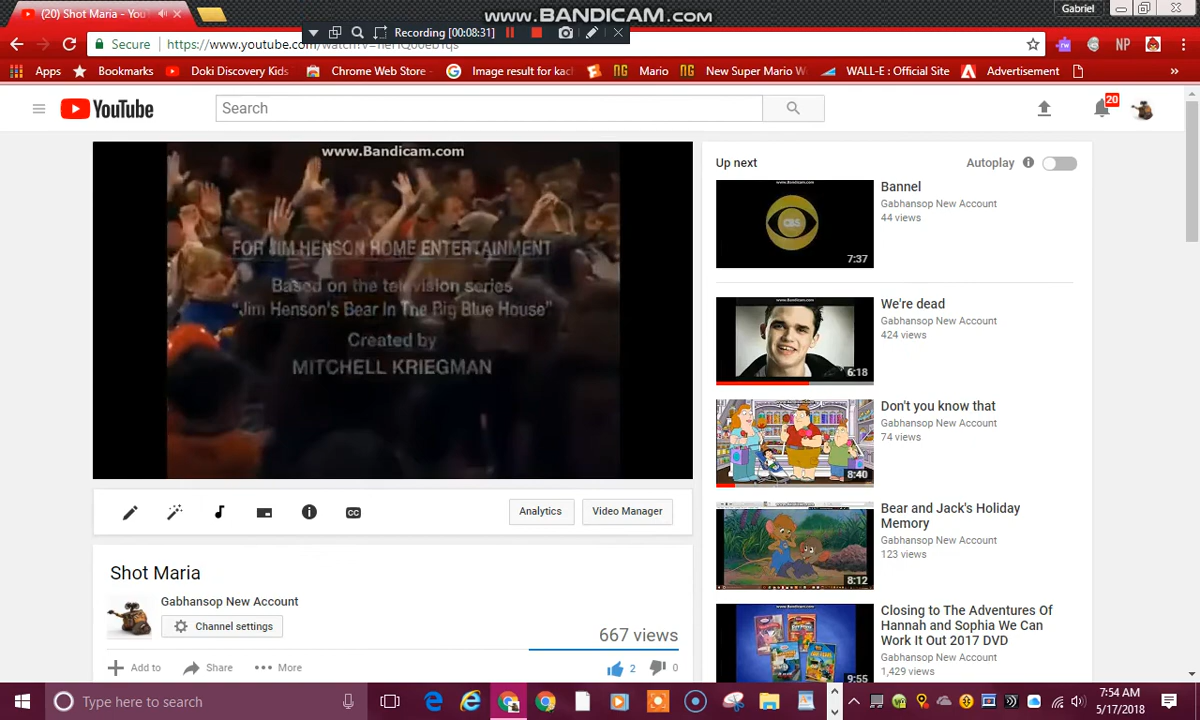 (20) Shot Maria - You
www.BANDICAM.com
Gabriel
Recording [00:08:31]
Secure
https://www.youtube.com
NP
Apps
Bookmarks
Doki Discovery Kids
Chrome Web Store
Image result for kac
Mario
New Super Mario W
WALL-E : Official Site
Advertisement
YouTube
Search
20
www.Bandicam.com
FOR JIM HENSON HOME ENTERTAINMENT
Based on the television series
"Jim Henson's Bear In The Big Blue House"
Created by
MITCHELL KRIEGMAN
Analytics
Video Manager
Shot Maria
Gabhansop New Account
Channel settings
667 views
Add to
Share
More
2
0
Up next
Autoplay
CBS
7:37
Bannel
Gabhansop New Account
44 views
6:18
We're dead
Gabhansop New Account
424 views
8:40
Don't you know that
Gabhansop New Account
74 views
8:12
Bear and Jack's Holiday
Memory
Gabhansop New Account
123 views
9:55
Closing to The Adventures Of
Hannah and Sophia We Can
Work It Out 2017 DVD
Gabhansop New Account
1,429 views
Type here to search
7:54 AM
5/17/2018